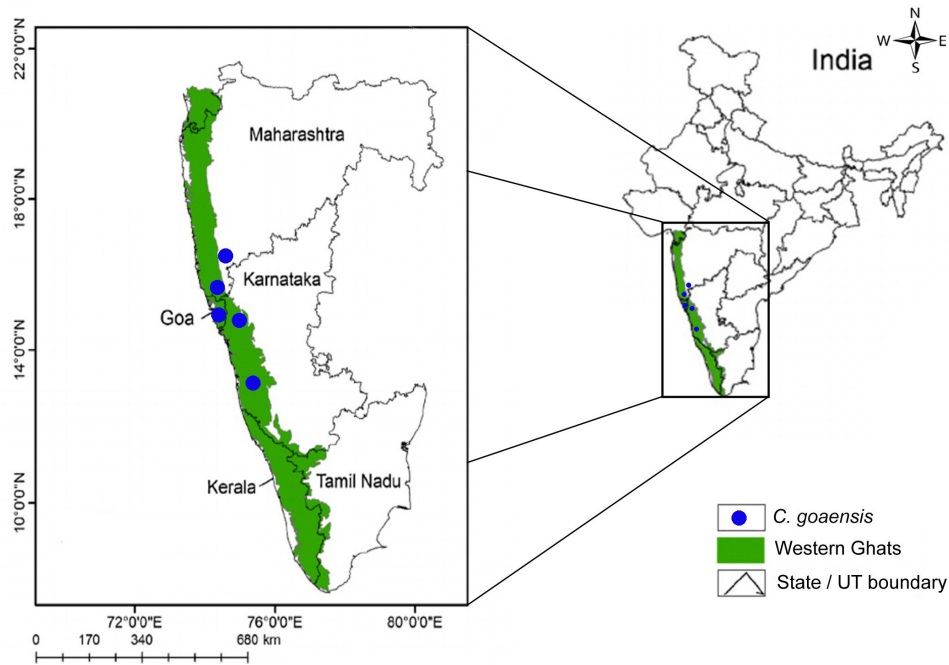 22°0'0"N
18°0'0"N
14°0'0"N
10°0'0"N
Maharashtra
Karnataka
Goa
Kerala
Tamil Nadu
72°0'0"E
76°0'0"E
80°0'0"E
0 170 340 680 km
India
N
W E
S
C. goaensis
Western Ghats
State / UT boundary